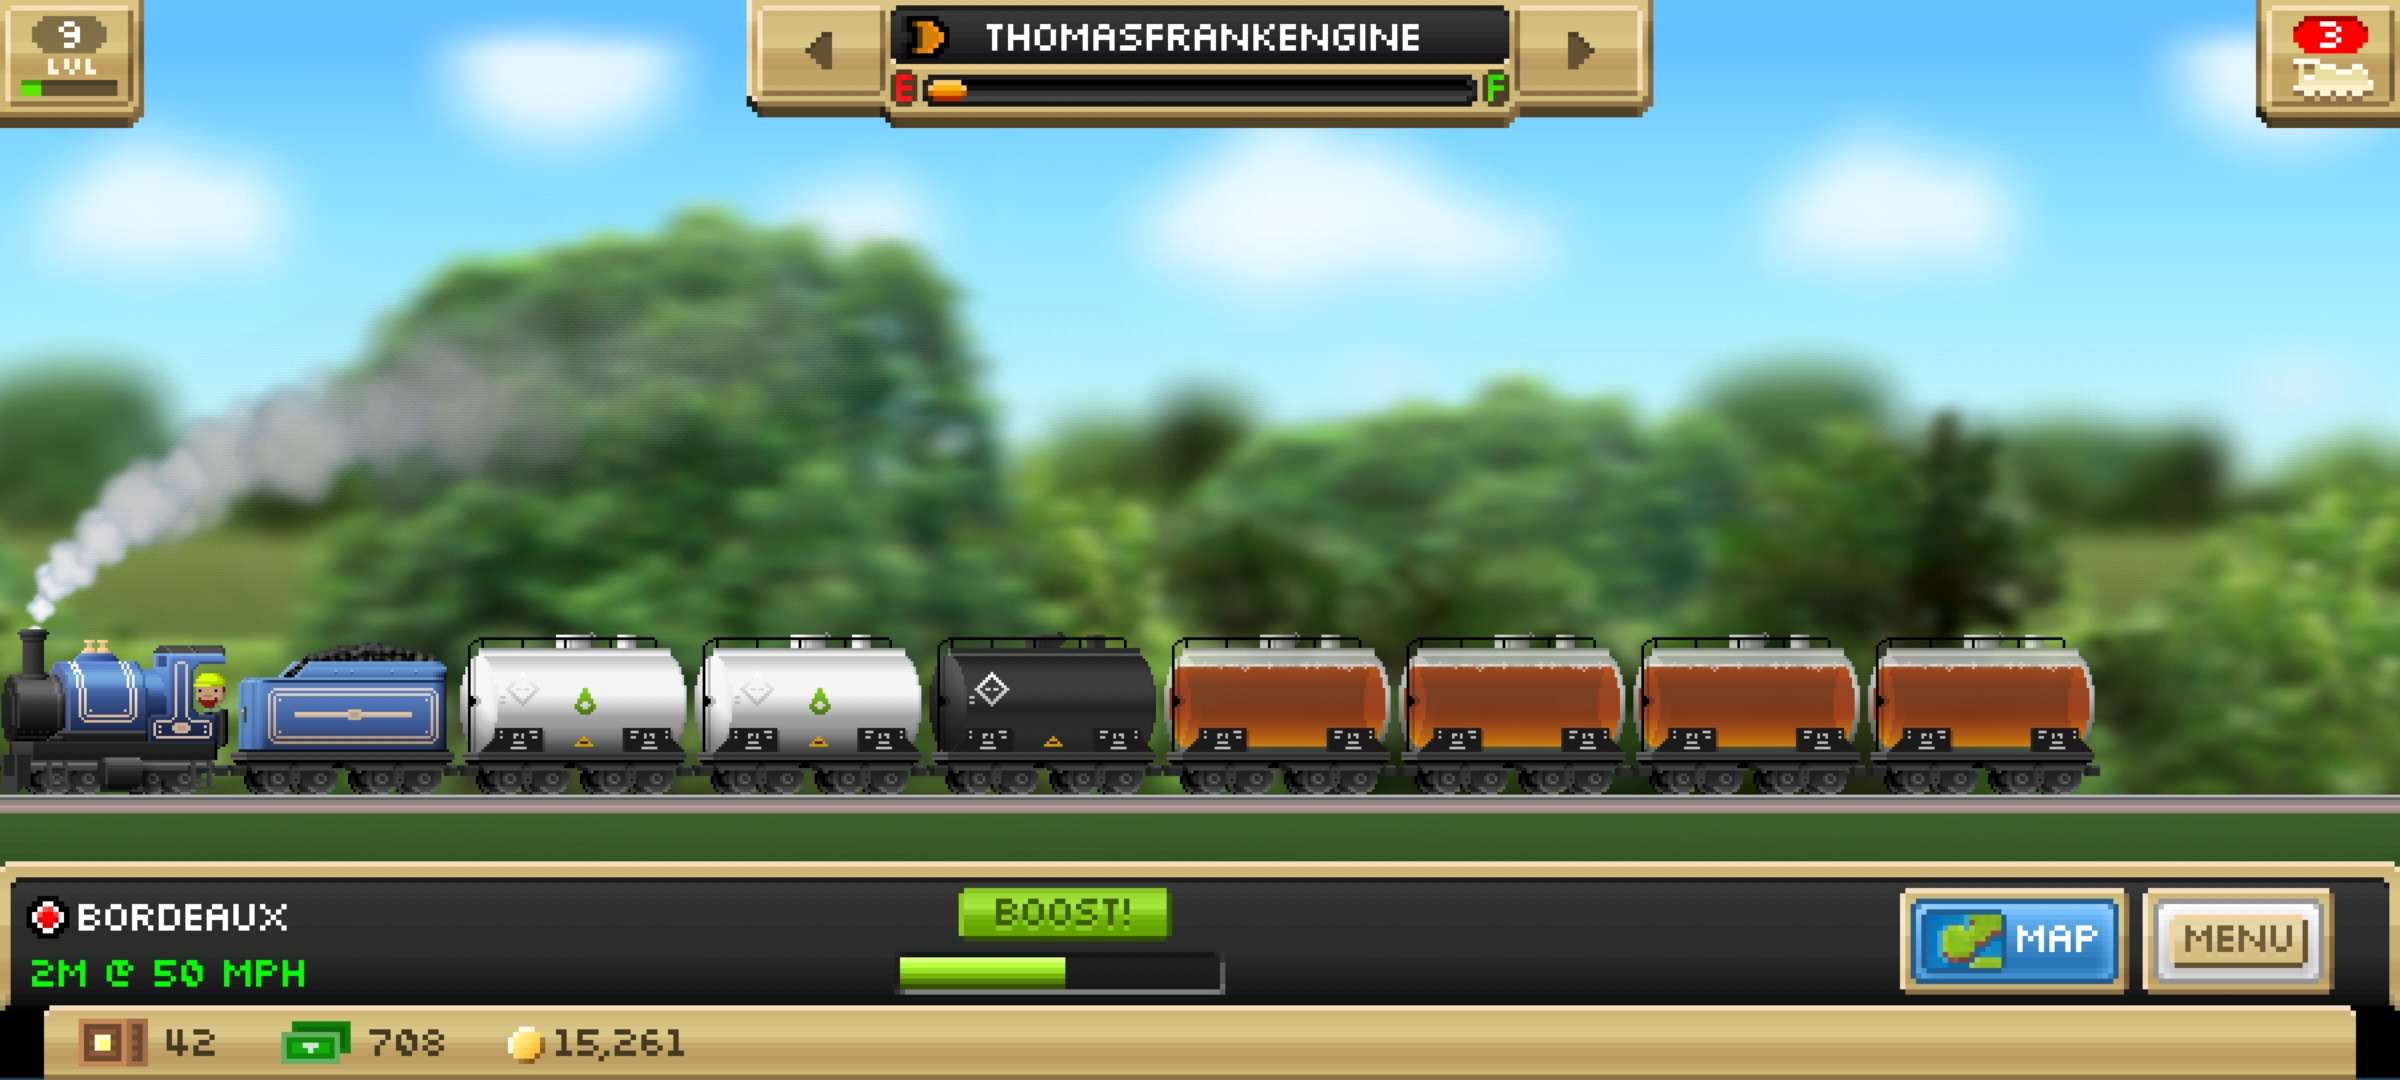 9
LVL
THOMASFRANKENGINE
E F
3
BORDEAUX
2M @ 50 MPH
BOOST!
MAP
MENU
42 708 15,261